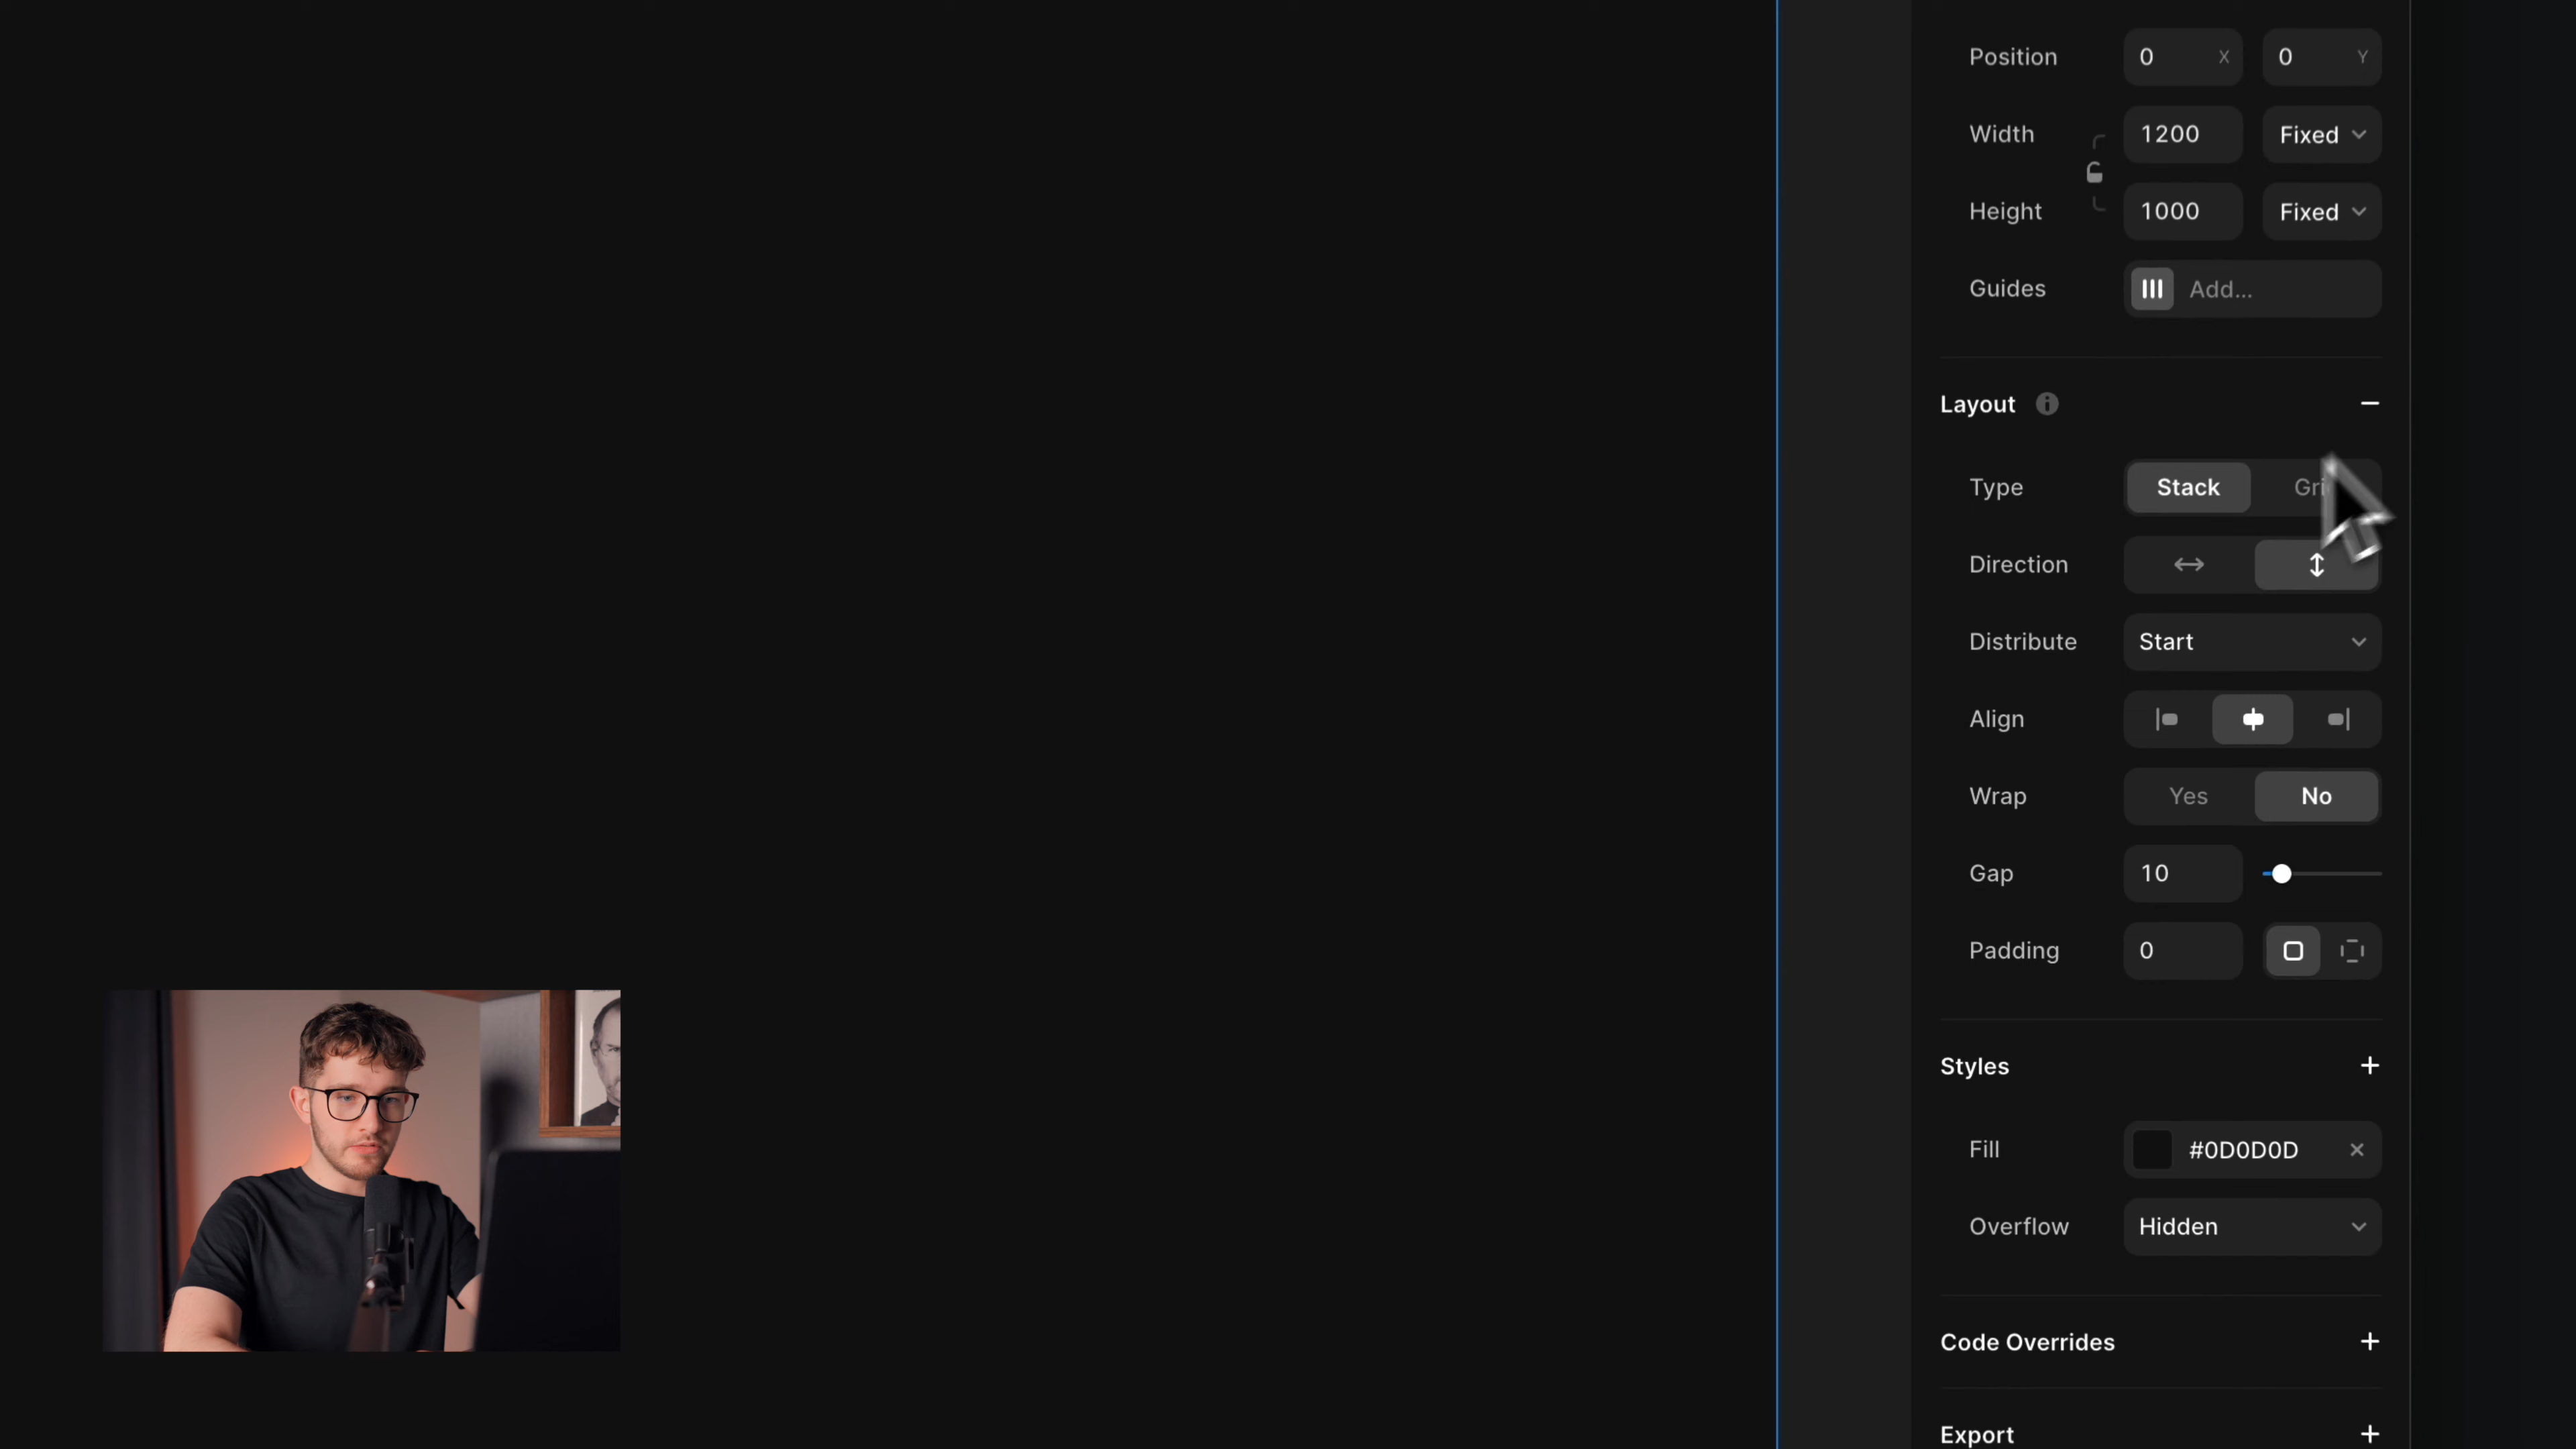 Position 0 X 0 Y
Width 1200 Fixed
Height 1000 Fixed
Guides Add...
Layout
Type Stack
Direction
Distribute Start
Align
Wrap Yes No
Gap 10
Padding 0
Styles
Fill #0D0D0D
Overflow Hidden
Code Overrides
Export